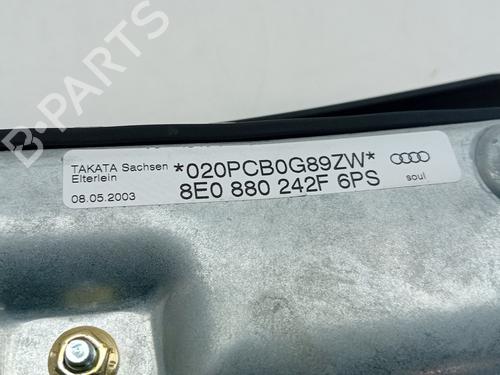 B-PARTS
TAKATA Sachsen
Elterlein
08.05.2003
*020PCB0G89ZW*
8E0 880 242F 6PS
soul